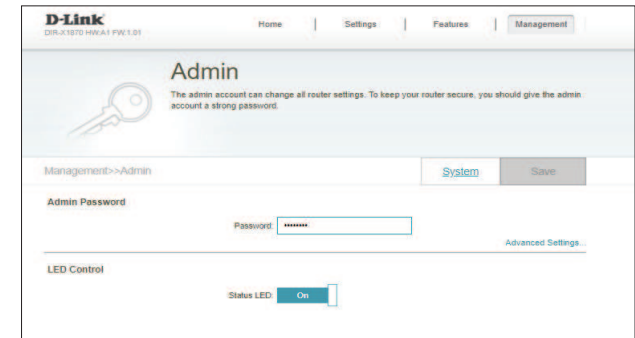 D-Link
DIR-X1870 HW:A1 FW:1.01
Home | Settings | Features | Management
Admin
The admin account can change all router settings. To keep your router secure, you should give the admin
account a strong password.
Management>>Admin
System
Save
Admin Password
Password: ••••••••
Advanced Settings...
LED Control
Status LED: On